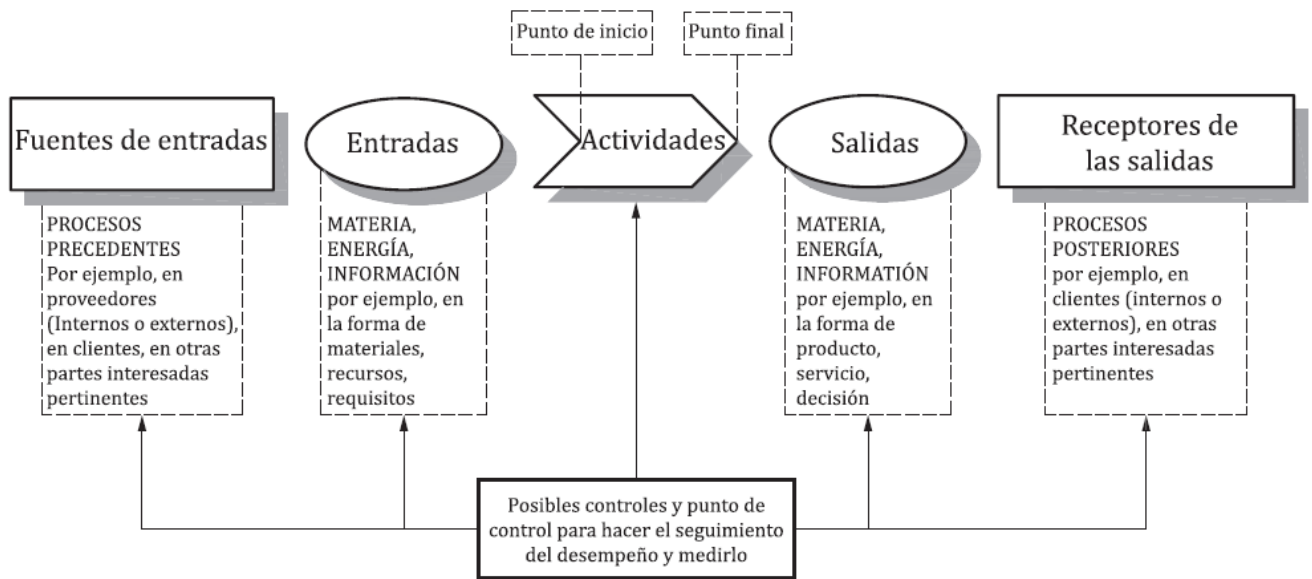 Punto de inicio
Punto final
Fuentes de entradas
Entradas
Actividades
Salidas
Receptores de
las salidas
PROCESOS
PRECEDENTES
Por ejemplo, en
proveedores
(Internos o externos),
en clientes, en otras
partes interesadas
pertinentes
MATERIA,
ENERGÍA,
INFORMACIÓN
por ejemplo, en
la forma de
materiales,
recursos,
requisitos
MATERIA,
ENERGÍA,
INFORMATIÓN
por ejemplo, en
la forma de
producto,
servicio,
decisión
PROCESOS
POSTERIORES
por ejemplo, en
clientes (internos o
externos), en otras
partes interesadas
pertinentes
Posibles controles y punto de
control para hacer el seguimiento
del desempeño y medirlo